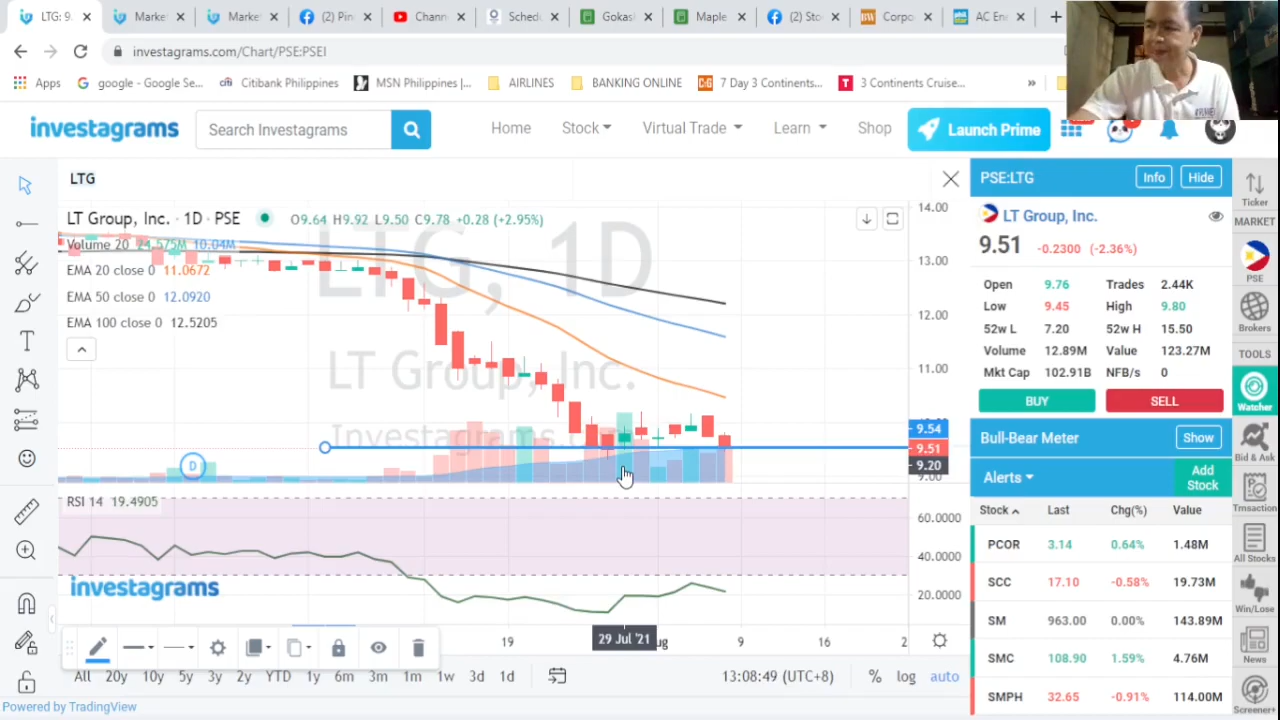 LTG: 9.
Market
Market
(2) Pin
Chann
Schedu
Gokas
Maple
(2) Sto
Corpo
AC En
investagrams.com/Chart/PSE:PSEI
Apps
google - Google Se...
Citibank Philippines
MSN Philippines |...
AIRLINES
BANKING ONLINE
7 Day 3 Continents...
3 Continents Cruise...
»
investagrams
Search Investagrams
Home
Stock
Virtual Trade
Learn
Shop
Launch Prime
LTG
LT Group, Inc. · 1D · PSE
O9.64 H9.92 L9.50 C9.78 +0.28 (+2.95%)
Volume 20 24.575M 10.04M
EMA 20 close 0 11.0672
EMA 50 close 0 12.0920
EMA 100 close 0 12.5205
LTG, 1D
LT Group, Inc.
Investagrams.
14.00
13.00
12.00
11.00
9.54
9.51
9.20
9.00
D
RSI 14 19.4905
60.0000
40.0000
20.0000
investagrams
19
29 Jul '21
ug
9
16
2
All 20y 10y 5y 3y 2y YTD 1y 6m 3m 1m 1w 3d 1d
13:08:49 (UTC+8)
% log auto
Powered by TradingView
PSE:LTG
Info
Hide
LT Group, Inc.
9.51 -0.2300 (-2.36%)
Open 9.76 Trades 2.44K
Low 9.45 High 9.80
52w L 7.20 52w H 15.50
Volume 12.89M Value 123.27M
Mkt Cap 102.91B NFB/s 0
BUY
SELL
Bull-Bear Meter
Show
Alerts
Add Stock
Stock Last Chg(%) Value
PCOR 3.14 0.64% 1.48M
SCC 17.10 -0.58% 19.73M
SM 963.00 0.00% 143.89M
SMC 108.90 1.59% 4.76M
SMPH 32.65 -0.91% 114.00M
Ticker
MARKET
PSE
Brokers
TOOLS
Watcher
Bid & Ask
Trnsaction
All Stocks
Win/Lose
News
Screener+